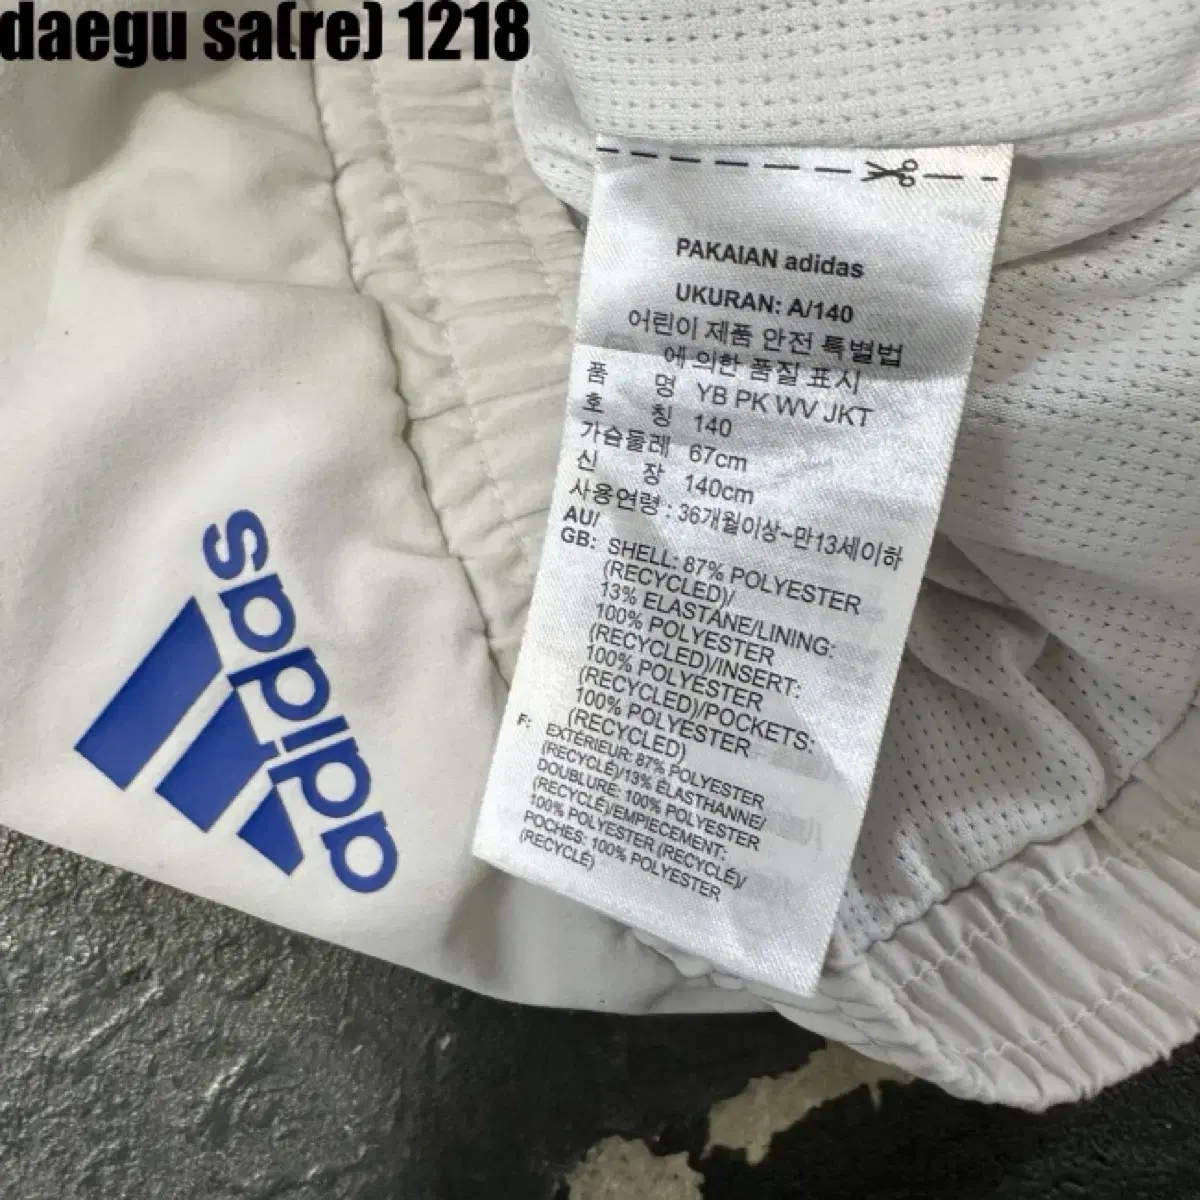 daegu sa(re) 1218
PAKAIAN adidas
UKURAN: A/140
어린이 제품 안전 특별법
에 의한 품질 표시
품 명 YB PK WV JKT
호 칭 140
가슴둘레 67cm
신 장 140cm
사용연령 : 36개월이상~만13세이하
AU/
GB: SHELL: 87% POLYESTER
(RECYCLED)/
13% ELASTANE/LINING:
100% POLYESTER
(RECYCLED)/INSERT:
100% POLYESTER
(RECYCLED)/POCKETS:
100% POLYESTER
(RECYCLED)
F: EXTÉRIEUR: 87% POLYESTER
(RECYCLÉ)/13% ÉLASTHANNE/
DOUBLURE: 100% POLYESTER
(RECYCLÉ)/EMPIÈCEMENT:
100% POLYESTER (RECYCLÉ)/
POCHES: 100% POLYESTER
(RECYCLÉ)
adidas